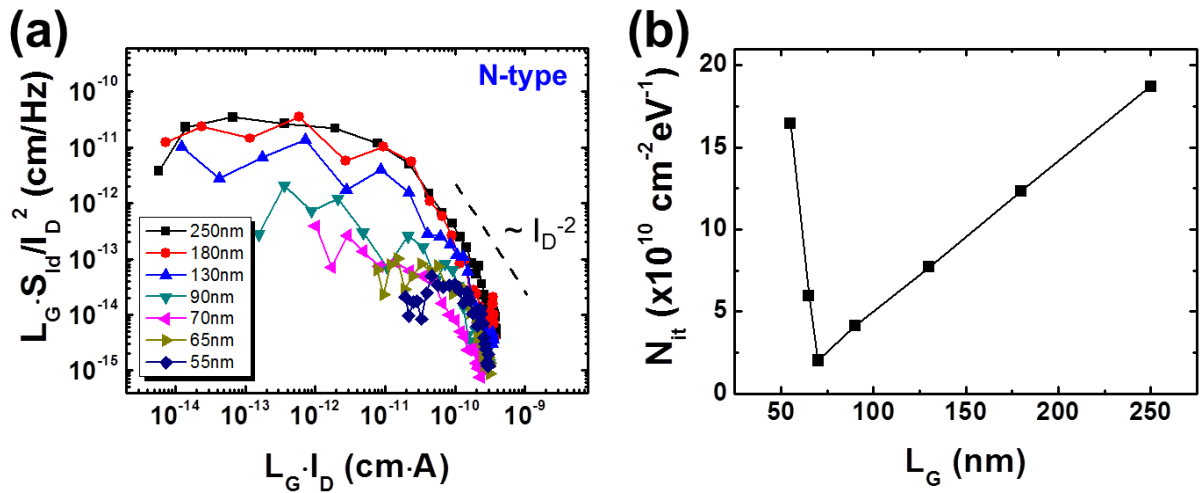 (a)
N-type
L_G·S_Id/I_D^2 (cm/Hz)
10^-10
10^-11
10^-12
10^-13
10^-14
10^-15
250nm
180nm
130nm
90nm
70nm
65nm
55nm
~ I_D^-2
10^-14 10^-13 10^-12 10^-11 10^-10 10^-9
L_G·I_D (cm·A)
(b)
N_it (x10^10 cm^-2eV^-1)
20
15
10
5
0
50 100 150 200 250
L_G (nm)